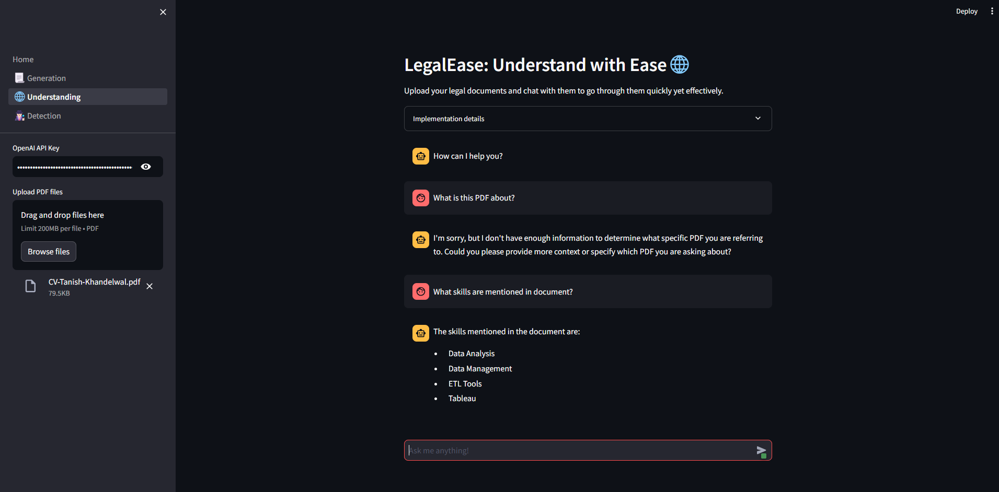 Deploy
Home
Generation
Understanding
Detection
OpenAI API Key
Upload PDF files
Drag and drop files here
Limit 200MB per file • PDF
Browse files
CV-Tanish-Khandelwal.pdf
79.5KB
LegalEase: Understand with Ease
Upload your legal documents and chat with them to go through them quickly yet effectively.
Implementation details
How can I help you?
What is this PDF about?
I'm sorry, but I don't have enough information to determine what specific PDF you are referring
to. Could you please provide more context or specify which PDF you are asking about?
What skills are mentioned in document?
The skills mentioned in the document are:
• Data Analysis
• Data Management
• ETL Tools
• Tableau
Ask me anything!